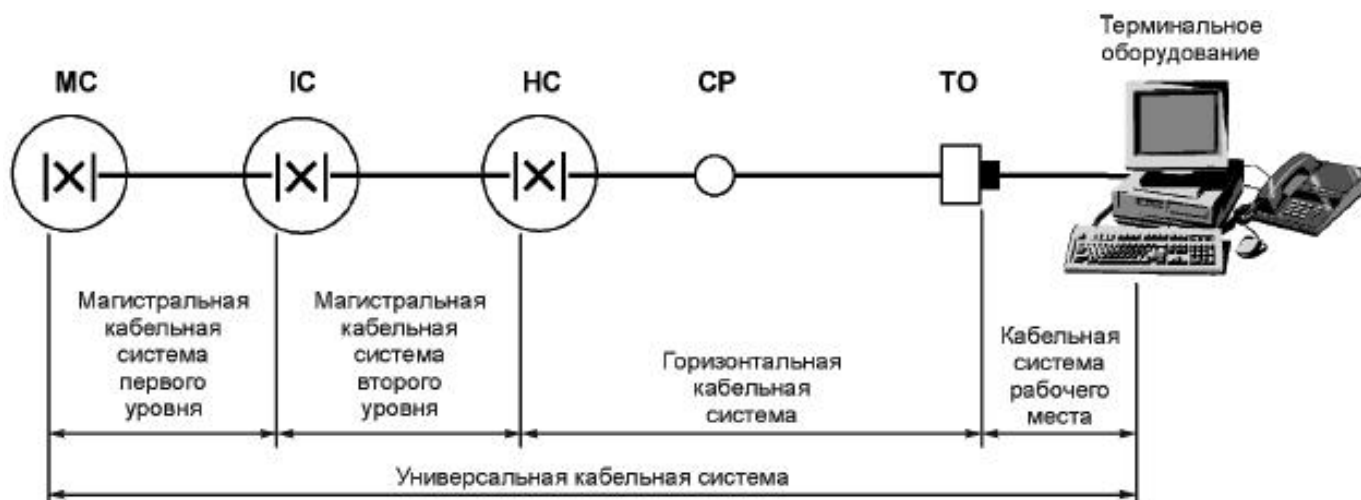 Терминальное
оборудование
MC
IC
HC
CP
TO
Магистральная
кабельная
система
первого
уровня
Магистральная
кабельная
система
второго
уровня
Горизонтальная
кабельная
система
Кабельная
система
рабочего
места
Универсальная кабельная система